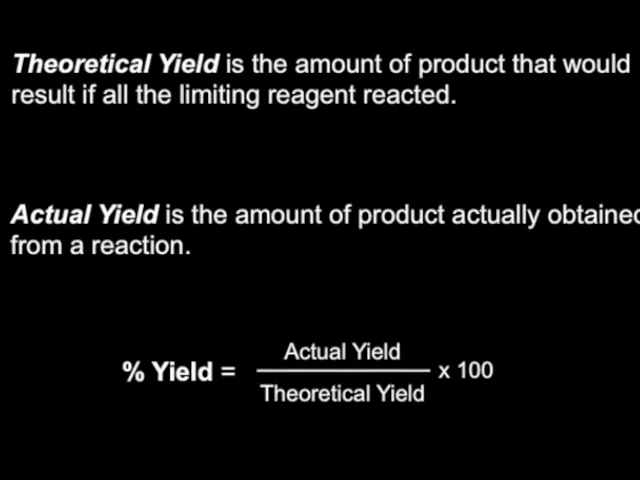 Theoretical Yield is the amount of product that would
result if all the limiting reagent reacted.
Actual Yield is the amount of product actually obtained
from a reaction.
% Yield = Actual Yield x 100
Theoretical Yield